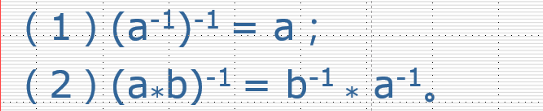 (1)(a⁻¹)⁻¹ = a;
(2)(a*b)⁻¹ = b⁻¹ * a⁻¹。